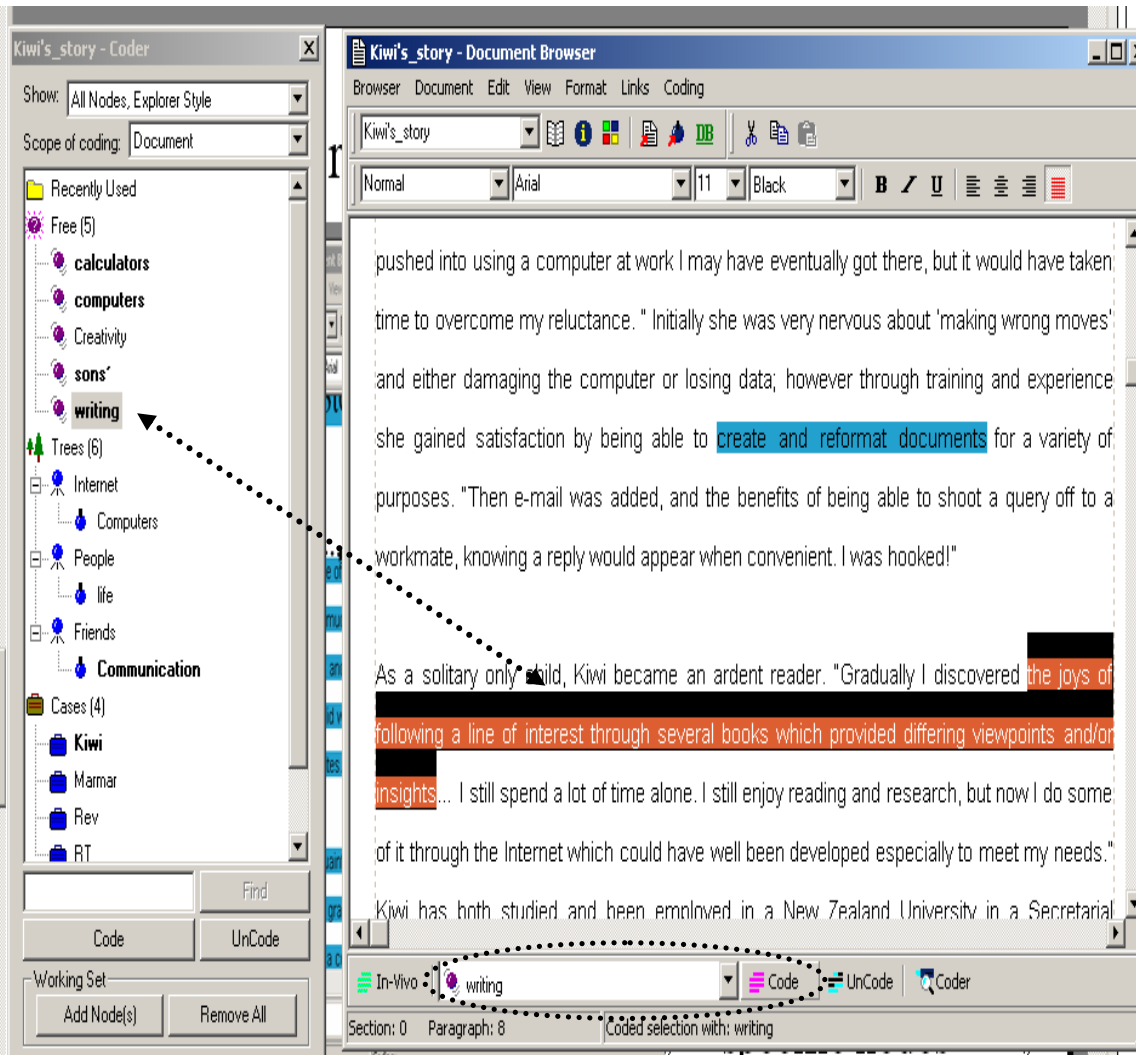 Kiwi's_story - Coder
X
Show: All Nodes, Explorer Style
Scope of coding: Document
Recently Used
Free (5)
calculators
computers
Creativity
sons'
writing
Trees (6)
Internet
Computers
People
life
Friends
Communication
Cases (4)
Kiwi
Marmar
Rev
RT
Find
Code UnCode
Working Set
Add Node(s) Remove All
Kiwi's_story - Document Browser
Browser Document Edit View Format Links Coding
Kiwi's_story DB
Normal Arial 11 Black B I U
pushed into using a computer at work I may have eventually got there, but it would have taken
time to overcome my reluctance. " Initially she was very nervous about 'making wrong moves'
and either damaging the computer or losing data; however through training and experience
she gained satisfaction by being able to create and reformat documents for a variety of
purposes. "Then e-mail was added, and the benefits of being able to shoot a query off to a
workmate, knowing a reply would appear when convenient. I was hooked!"
As a solitary only child, Kiwi became an ardent reader. "Gradually I discovered the joys of
following a line of interest through several books which provided differing viewpoints and/or
insights... I still spend a lot of time alone. I still enjoy reading and research, but now I do some
of it through the Internet which could have well been developed especially to meet my needs."
Kiwi has both studied and been employed in a New Zealand University in a Secretarial
In-Vivo writing Code UnCode Coder
Section: 0 Paragraph: 8 Coded selection with: writing